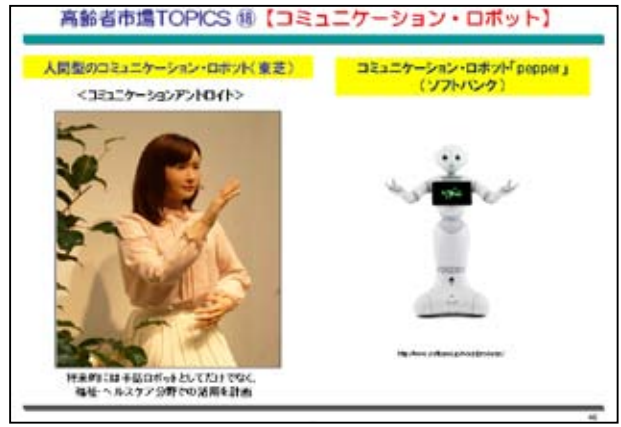 高齢者市場TOPICS ⑱【コミュニケーション・ロボット】
人間型のコミュニケーション・ロボット(東芝)
<コミュニケーションアンドロイド>
将来的には手話ロボットとしてだけでなく、
福祉・ヘルスケア分野での活用を計画
コミュニケーション・ロボット「pepper」
(ソフトバンク)